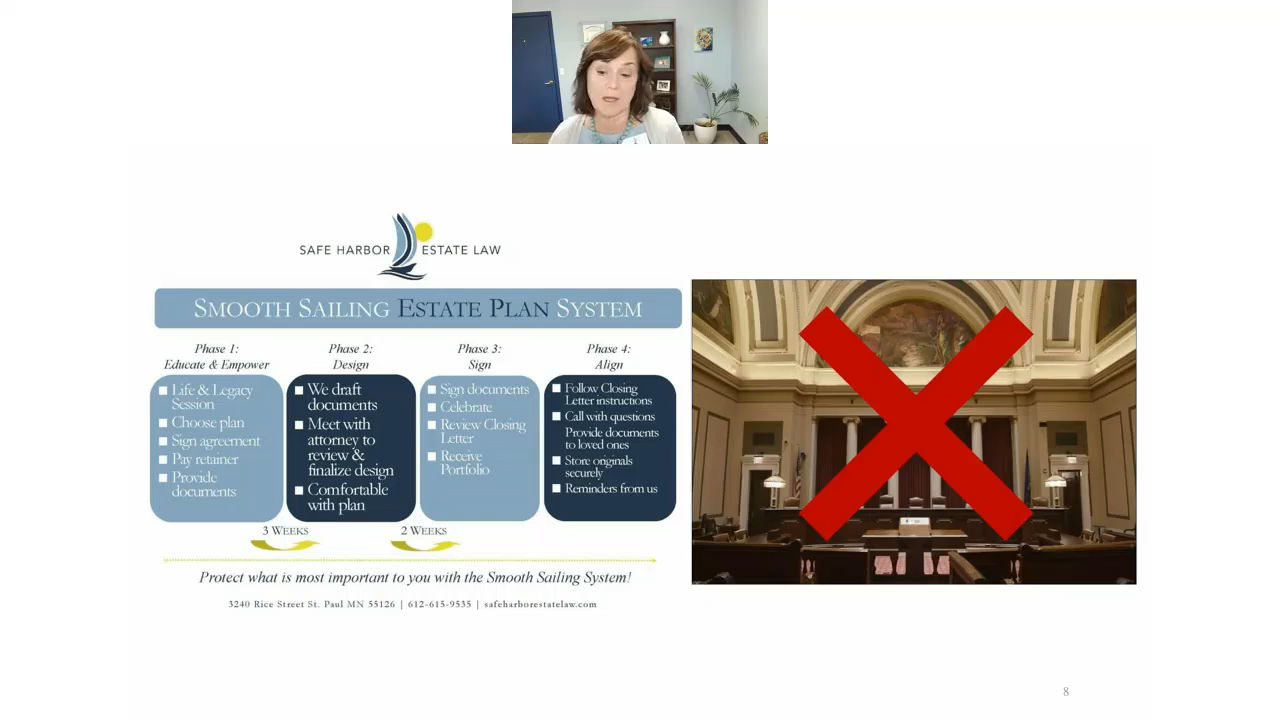 SAFE HARBOR ESTATE LAW
SMOOTH SAILING ESTATE PLAN SYSTEM
Phase 1:
Educate & Empower
Life & Legacy
Session
Choose plan
Sign agreement
Pay retainer
Provide
documents
Phase 2:
Design
We draft
documents
Meet with
attorney to
review &
finalize design
Comfortable
with plan
Phase 3:
Sign
Sign documents
Celebrate
Review Closing
Letter
Receive
Portfolio
Phase 4:
Align
Follow Closing
Letter instructions
Call with questions
Provide documents
to loved ones
Store originals
securely
Reminders from us
3 WEEKS
2 WEEKS
Protect what is most important to you with the Smooth Sailing System!
3240 Rice Street St. Paul MN 55126 | 612-615-9535 | safeharborestatelaw.com
8